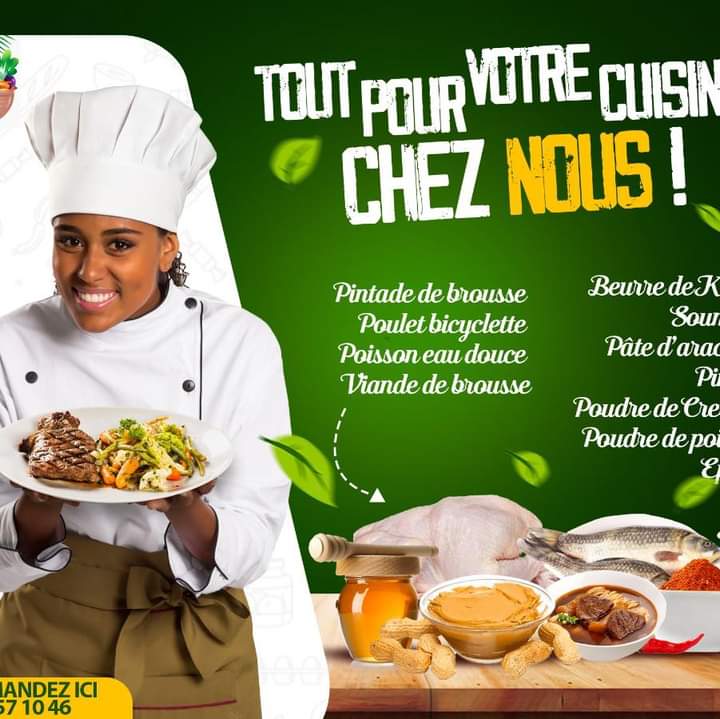 TOUT POUR VOTRE CUISIN
CHEZ NOUS !
Pintade de brousse
Poulet bicyclette
Poisson eau douce
Viande de brousse
Beurre de K
Soum
Pâte d'arac
Pi
Poudre de Cre
Poudre de poi
Ep
MANDEZ ICI
57 10 46